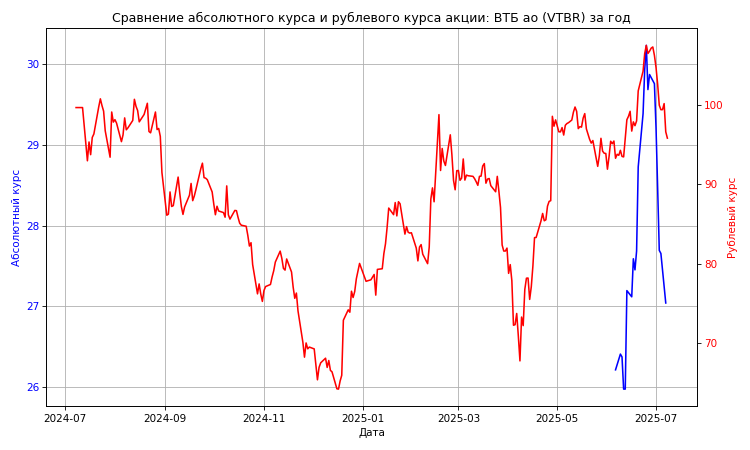 Сравнение абсолютного курса и рублевого курса акции: ВТБ ао (VTBR) за год
Абсолютный курс
30
29
28
27
26
100
90
80
70
Рублевый курс
2024-07 2024-09 2024-11 2025-01 2025-03 2025-05 2025-07
Дата